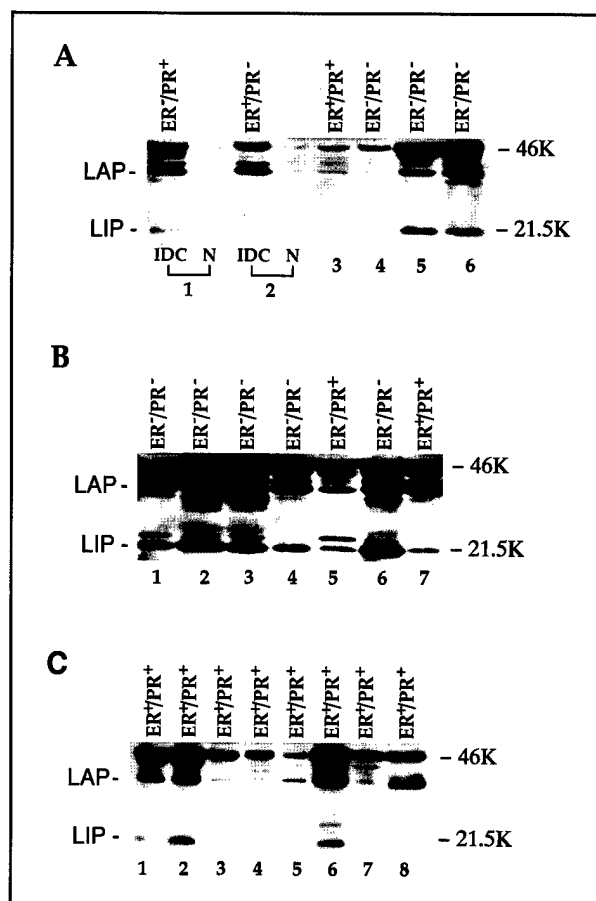 A
ER⁻/PR⁺
ER⁺/PR⁻
ER⁺/PR⁺
ER⁻/PR⁻
ER⁻/PR⁻
ER⁻/PR⁻
- 46K
LAP -
LIP -
- 21.5K
IDC N IDC N 3 4 5 6
1 2
B
ER⁻/PR⁻
ER⁻/PR⁻
ER⁻/PR⁻
ER⁻/PR⁻
ER⁻/PR⁺
ER⁻/PR⁻
ER⁺/PR⁺
- 46K
LAP -
LIP -
- 21.5K
1 2 3 4 5 6 7
C
ER⁺/PR⁺
ER⁺/PR⁺
ER⁺/PR⁺
ER⁺/PR⁺
ER⁺/PR⁺
ER⁺/PR⁺
ER⁺/PR⁺
ER⁺/PR⁺
- 46K
LAP-
LIP -
- 21.5K
1 2 3 4 5 6 7 8